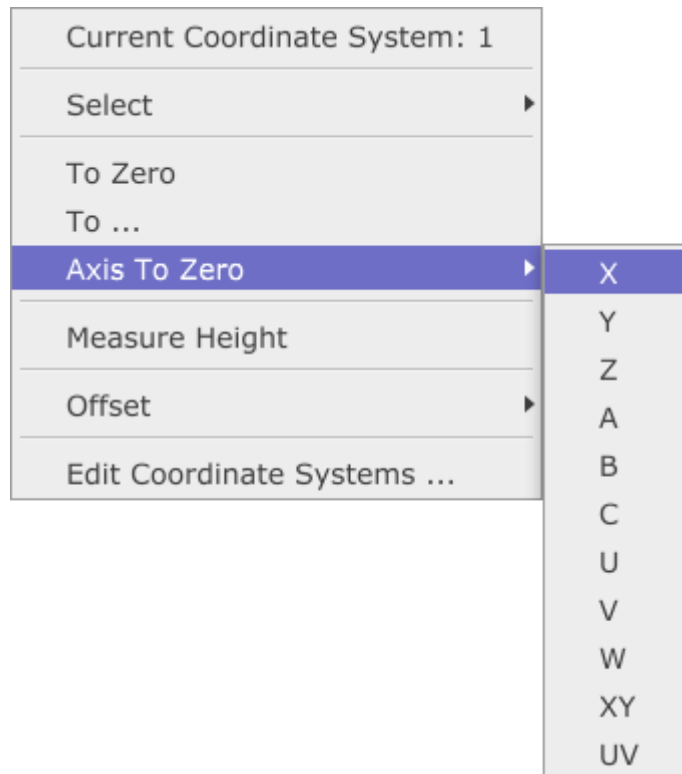 Current Coordinate System: 1
Select
To Zero
To ...
Axis To Zero
Measure Height
Offset
Edit Coordinate Systems ...
X
Y
Z
A
B
C
U
V
W
XY
UV